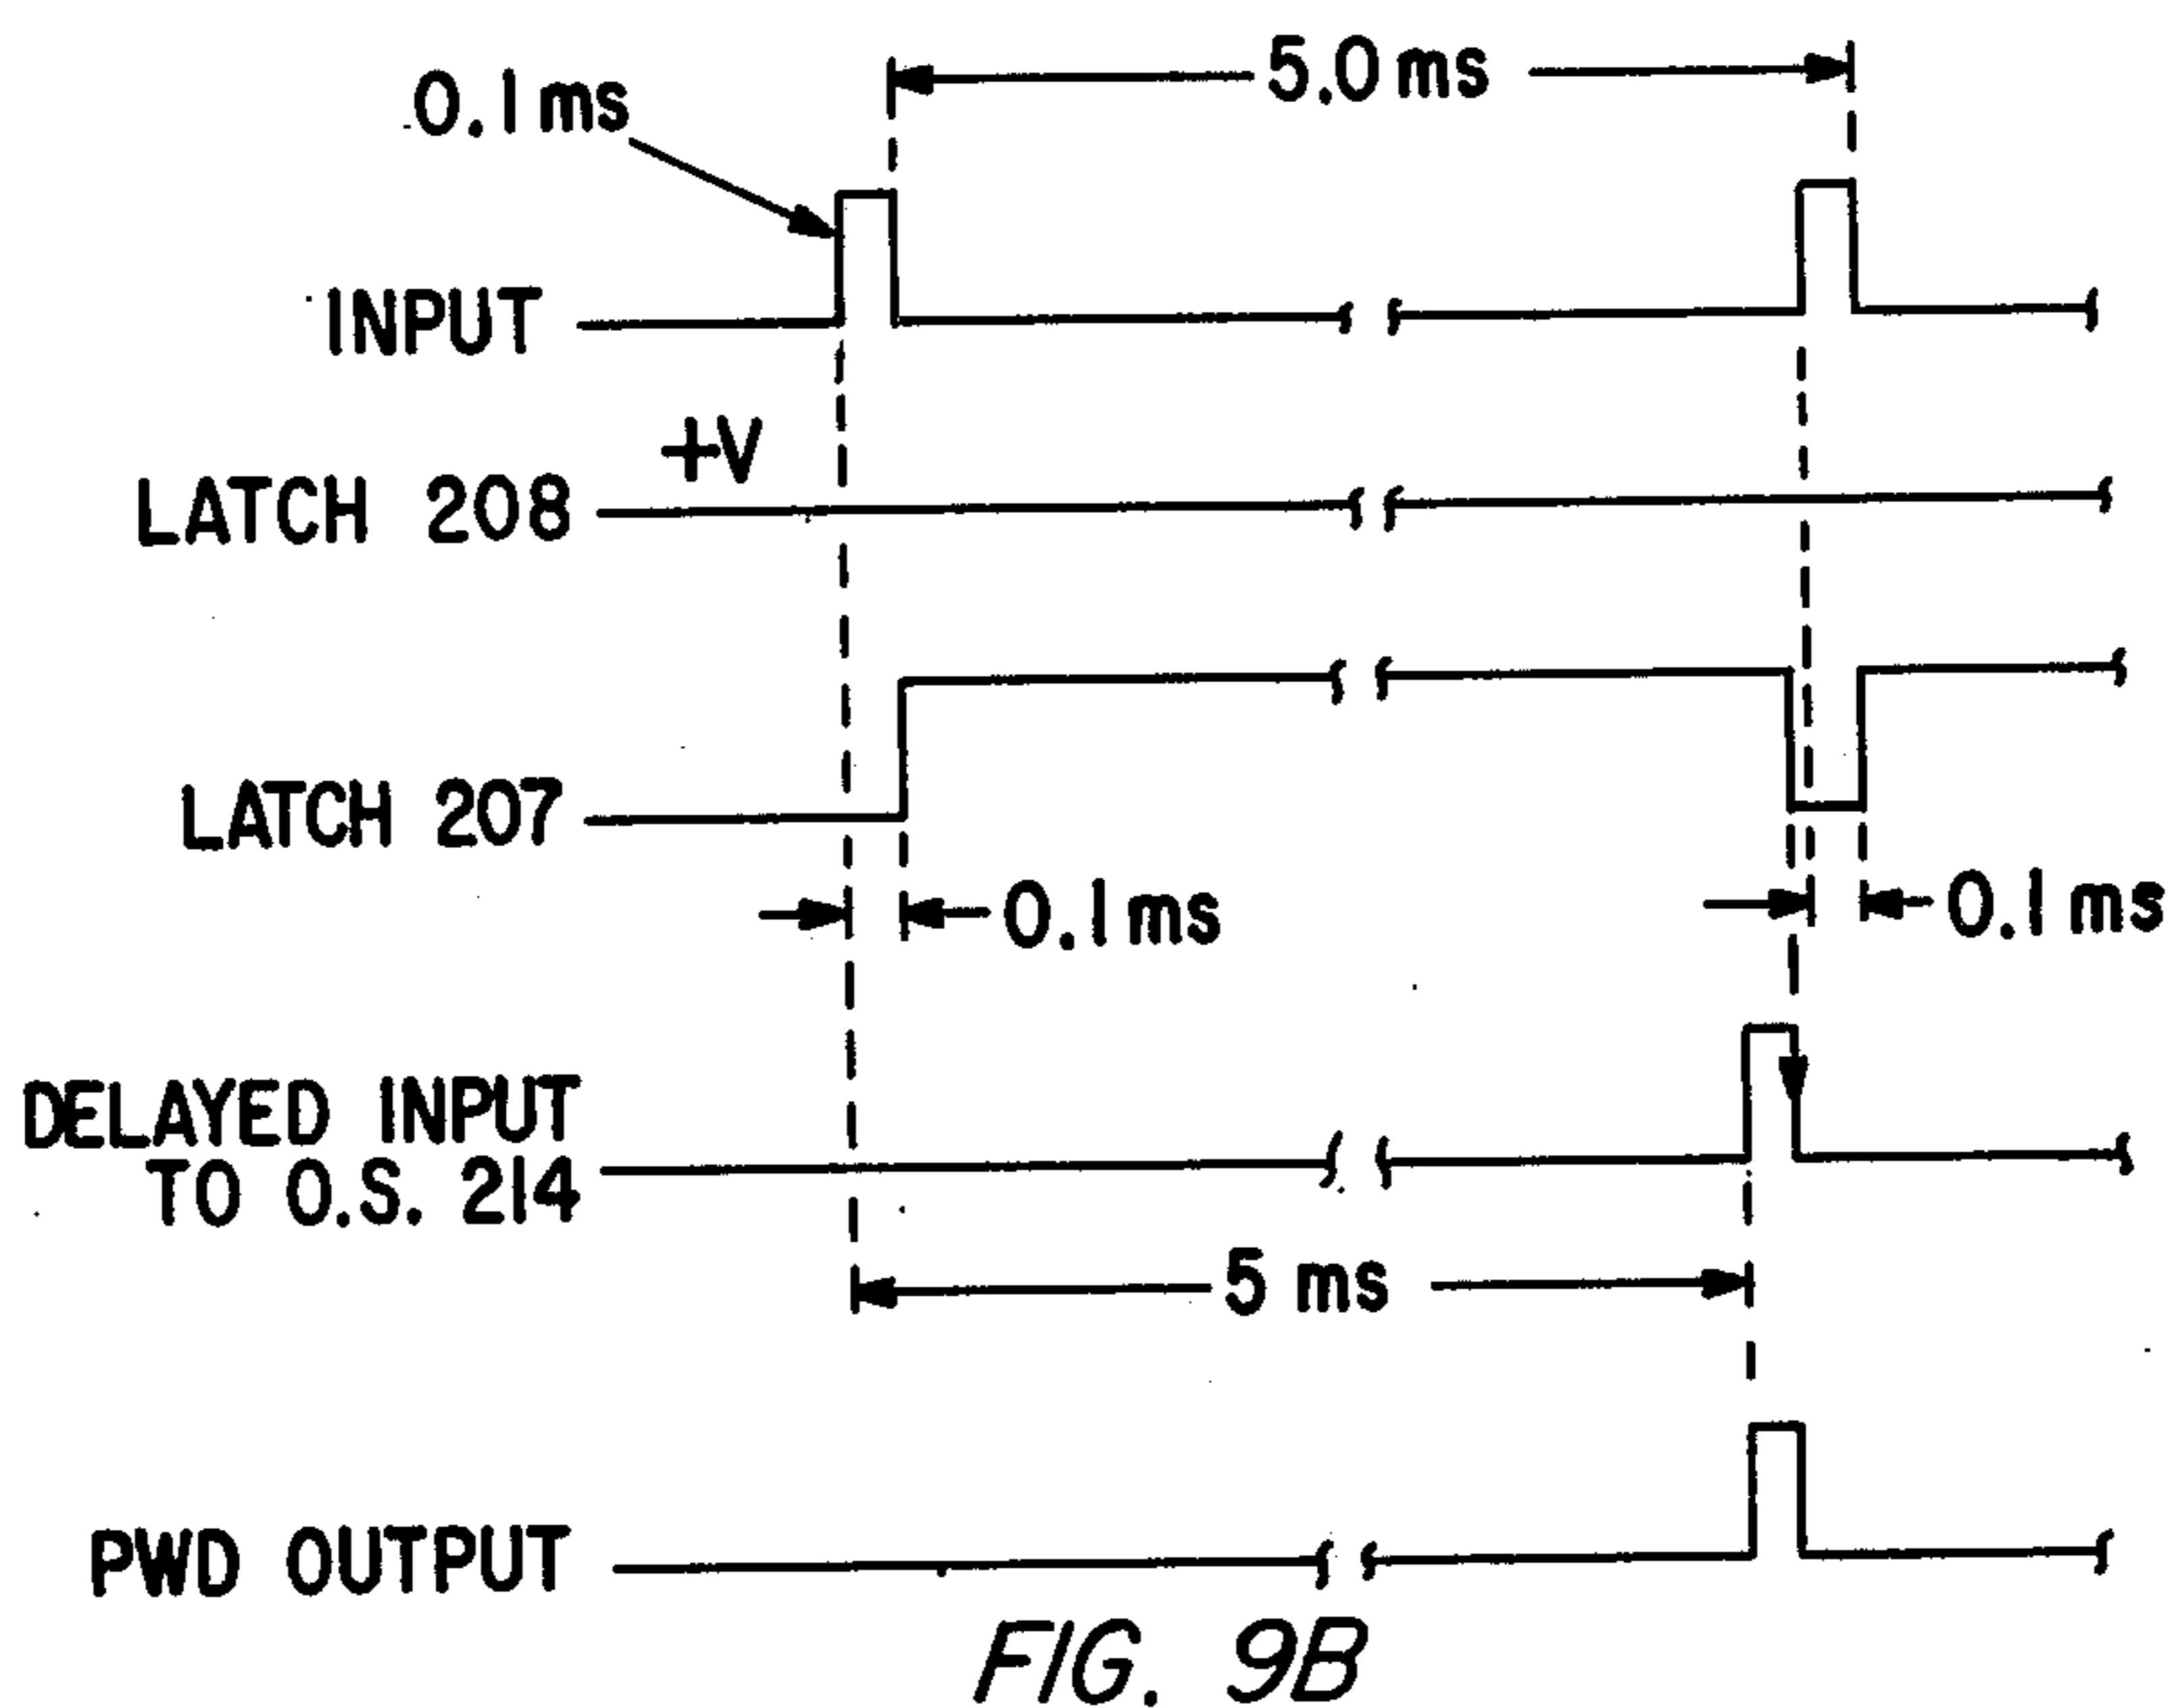 5.0 ms
0.1 ms
INPUT
+V
LATCH 208
LATCH 207
0.1 ms
0.1 ms
DELAYED INPUT
TO O.S. 214
5 ms
PWD OUTPUT
FIG. 9B